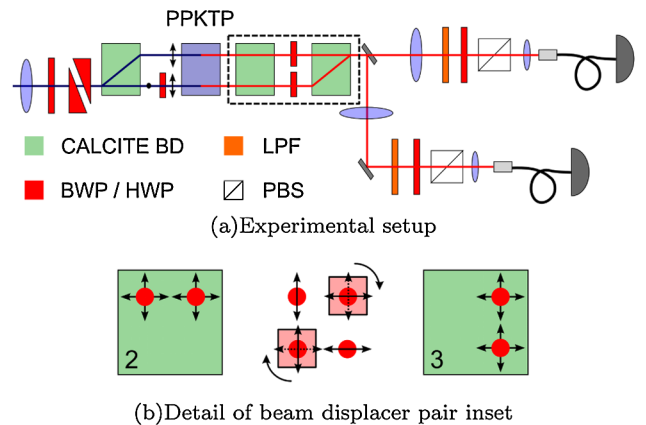 PPKTP
CALCITE BD
LPF
BWP / HWP
PBS
(a)Experimental setup
2
3
(b)Detail of beam displacer pair inset